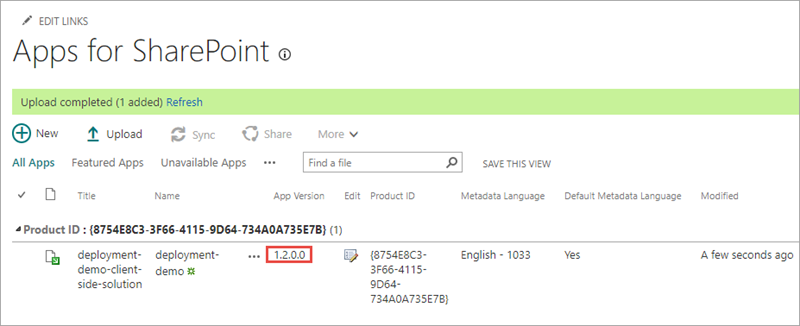 EDIT LINKS
Apps for SharePoint
Upload completed (1 added) Refresh
New Upload Sync Share More
All Apps Featured Apps Unavailable Apps ••• Find a file SAVE THIS VIEW
Title Name App Version Edit Product ID Metadata Language Default Metadata Language Modified
Product ID : {8754E8C3-3F66-4115-9D64-734A0A735E7B} (1)
deployment- deployment- ••• 1.2.0.0 {8754E8C3- English - 1033 Yes A few seconds ago
demo-client- demo 3F66-4115-
side-solution 9D64-
734A0A735E7B}